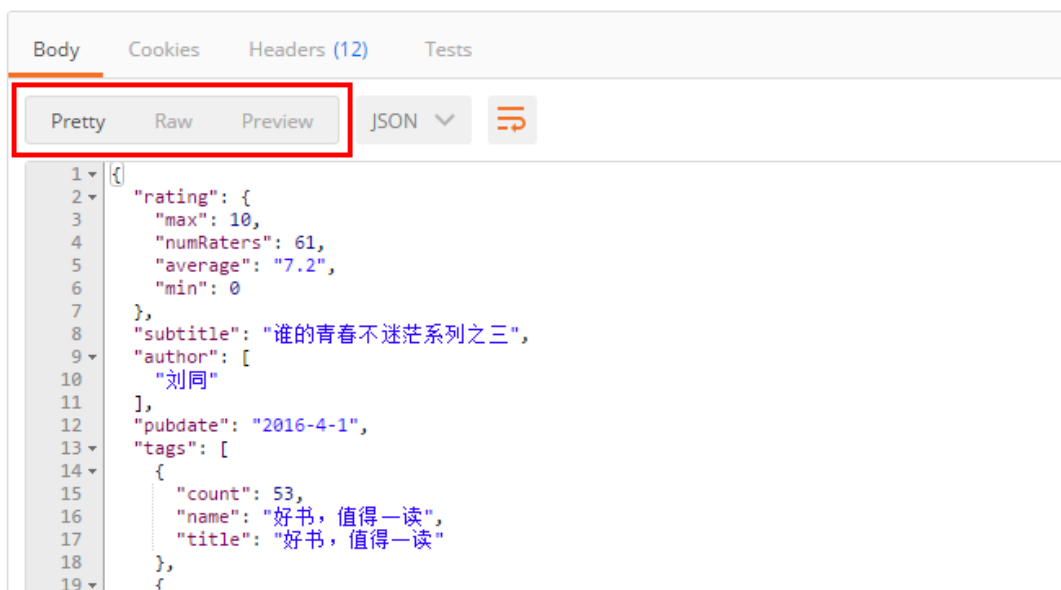 Body Cookies Headers (12) Tests
Pretty Raw Preview JSON
1 {
2 "rating": {
3 "max": 10,
4 "numRaters": 61,
5 "average": "7.2",
6 "min": 0
7 },
8 "subtitle": "谁的青春不迷茫系列之三",
9 "author": [
10 "刘同"
11 ],
12 "pubdate": "2016-4-1",
13 "tags": [
14 {
15 "count": 53,
16 "name": "好书，值得一读",
17 "title": "好书，值得一读"
18 },
19 {